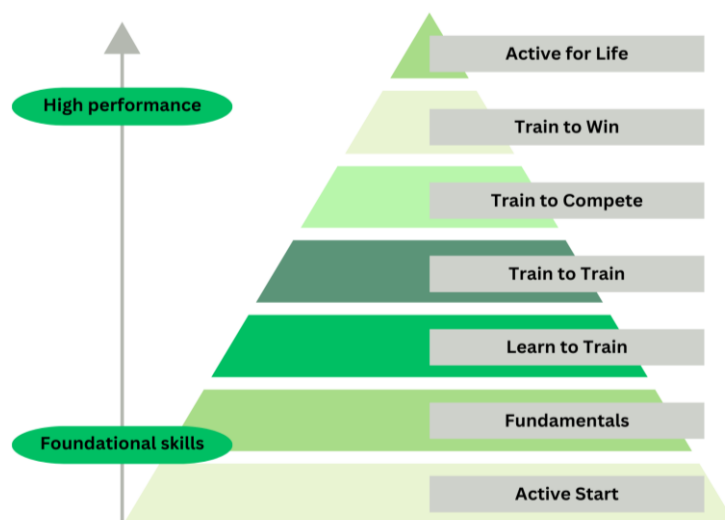 Active for Life
High performance
Train to Win
Train to Compete
Train to Train
Learn to Train
Fundamentals
Foundational skills
Active Start